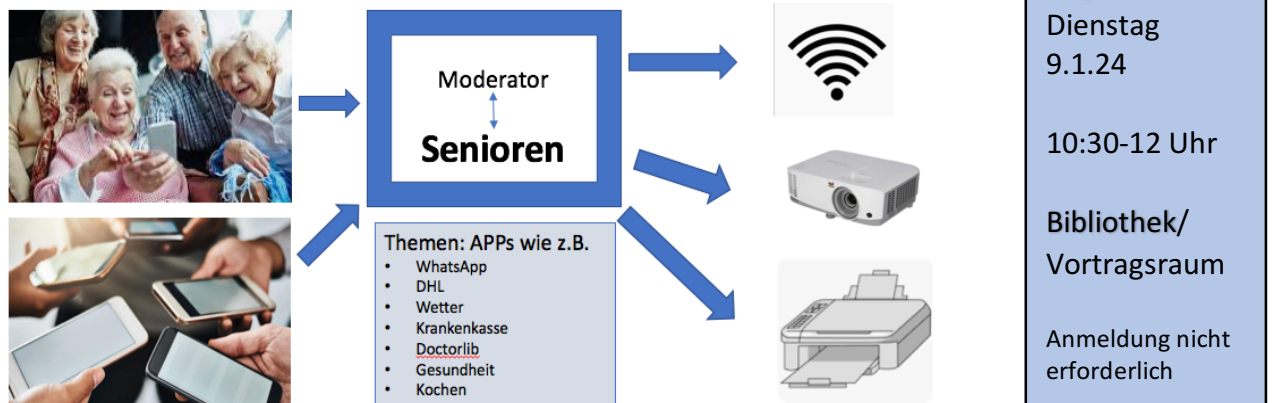 Moderator
Senioren
Themen: APPs wie z.B.
• WhatsApp
• DHL
• Wetter
• Krankenkasse
• Doctorlib
• Gesundheit
• Kochen
Dienstag
9.1.24
10:30-12 Uhr
Bibliothek/
Vortragsraum
Anmeldung nicht
erforderlich